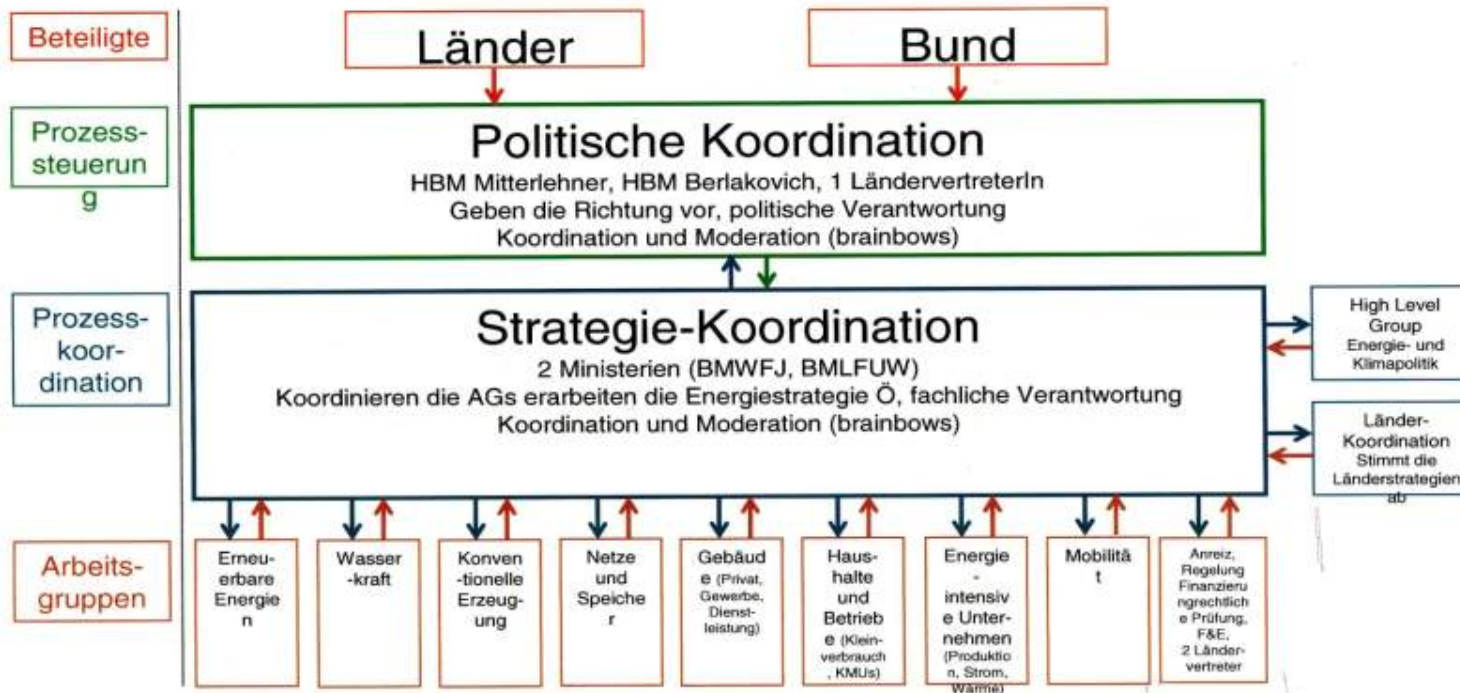 Beteiligte
Länder
Bund
Prozess-
steuerun
g
Politische Koordination
HBM Mitterlehner, HBM Berlakovich, 1 LändervertreterIn
Geben die Richtung vor, politische Verantwortung
Koordination und Moderation (brainbows)
Prozess-
koor-
dination
Strategie-Koordination
2 Ministerien (BMWFJ, BMLFUW)
Koordinieren die AGs erarbeiten die Energiestrategie Ö, fachliche Verantwortung
Koordination und Moderation (brainbows)
High Level
Group
Energie- und
Klimapolitik
Länder-
Koordination
Stimmt die
Länderstrategien
ab
Arbeits-
gruppen
Erneu-
erbare
Energie
n
Wasser
-kraft
Konven
-tionelle
Erzeug-
ung
Netze
und
Speiche
r
Gebäud
e (Privat,
Gewerbe,
Dienst-
leistung)
Haus-
halte
und
Betrieb
e (Klein-
verbrauch
, KMUs)
Energie
-
intensiv
e Unter-
nehmen
(Produktio
n, Strom,
Wärme)
Mobilitä
t
Anreiz,
Regelung
Finanzieru
ngrechtlich
e Prüfung,
F&E,
2 Länder-
vertreter